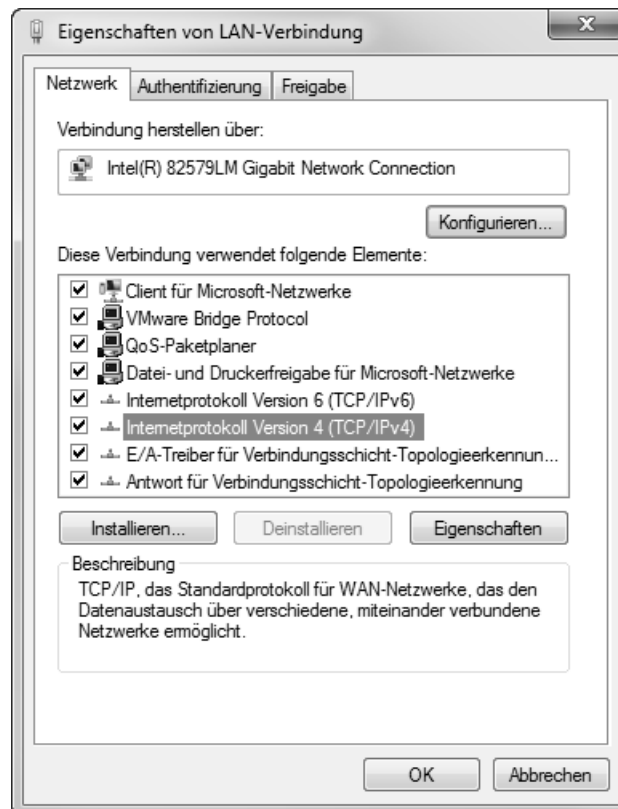 Eigenschaften von LAN-Verbindung
Netzwerk Authentifizierung Freigabe
Verbindung herstellen über:
Intel(R) 82579LM Gigabit Network Connection
Konfigurieren...
Diese Verbindung verwendet folgende Elemente:
Client für Microsoft-Netzwerke
VMware Bridge Protocol
QoS-Paketplaner
Datei- und Druckerfreigabe für Microsoft-Netzwerke
Internetprotokoll Version 6 (TCP/IPv6)
Internetprotokoll Version 4 (TCP/IPv4)
E/A-Treiber für Verbindungsschicht-Topologieerkennun...
Antwort für Verbindungsschicht-Topologieerkennung
Installieren... Deinstallieren Eigenschaften
Beschreibung
TCP/IP, das Standardprotokoll für WAN-Netzwerke, das den
Datenaustausch über verschiedene, miteinander verbundene
Netzwerke ermöglicht.
OK Abbrechen